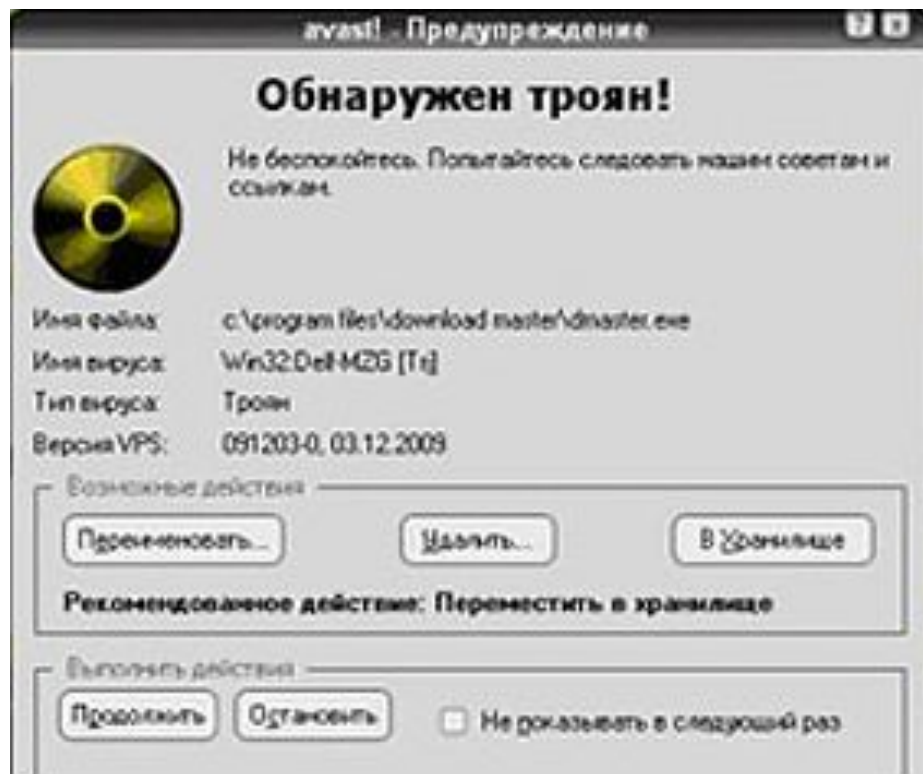 avast! - Предупреждение
Обнаружен троян!
Не беспокойтесь. Попытайтесь следовать нашим советам и
ссылкам.
Имя файла: c:\program files\download master\dmaster.exe
Имя вируса: Win32:Delf-MZG [Trj]
Тип вируса: Троян
Версия VPS: 091203-0, 03.12.2009
Возможные действия
Переименовать... Удалить... В Хранилище
Рекомендованное действие: Переместить в хранилище
Выполнить действия
Продолжить Остановить Не показывать в следующий раз